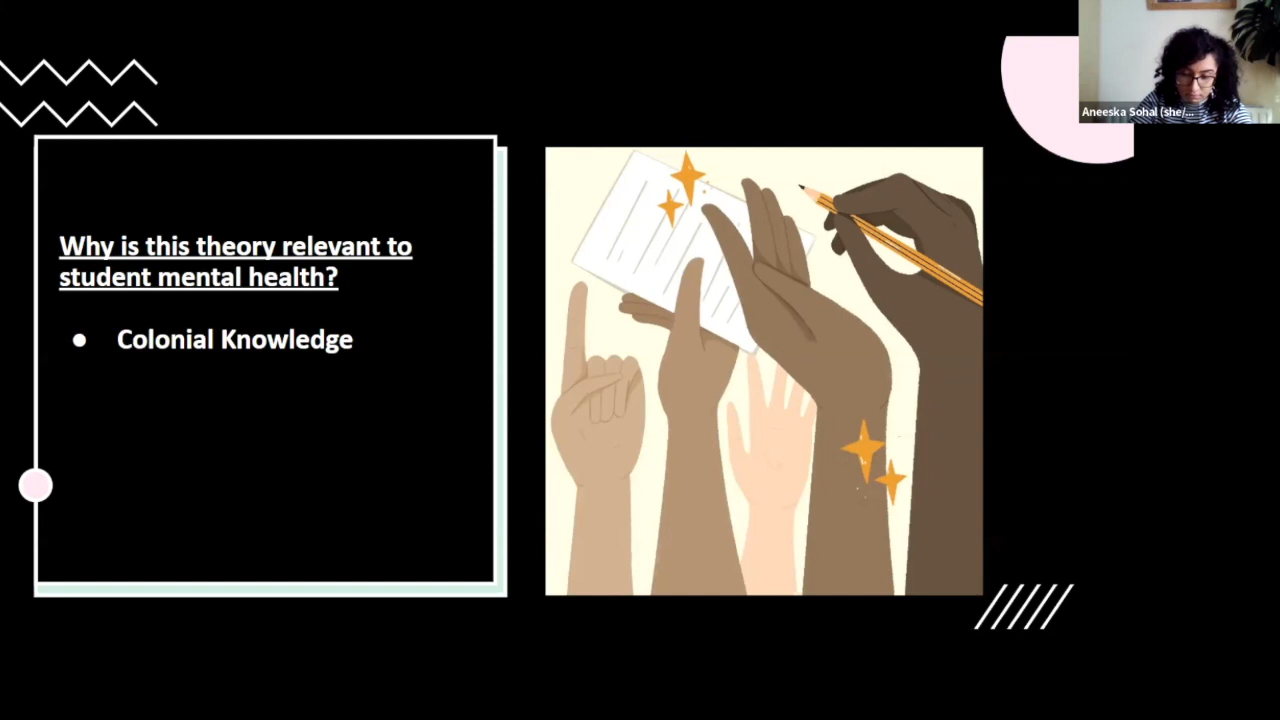 Aneeska Sohal (she/...
Why is this theory relevant to
student mental health?
● Colonial Knowledge